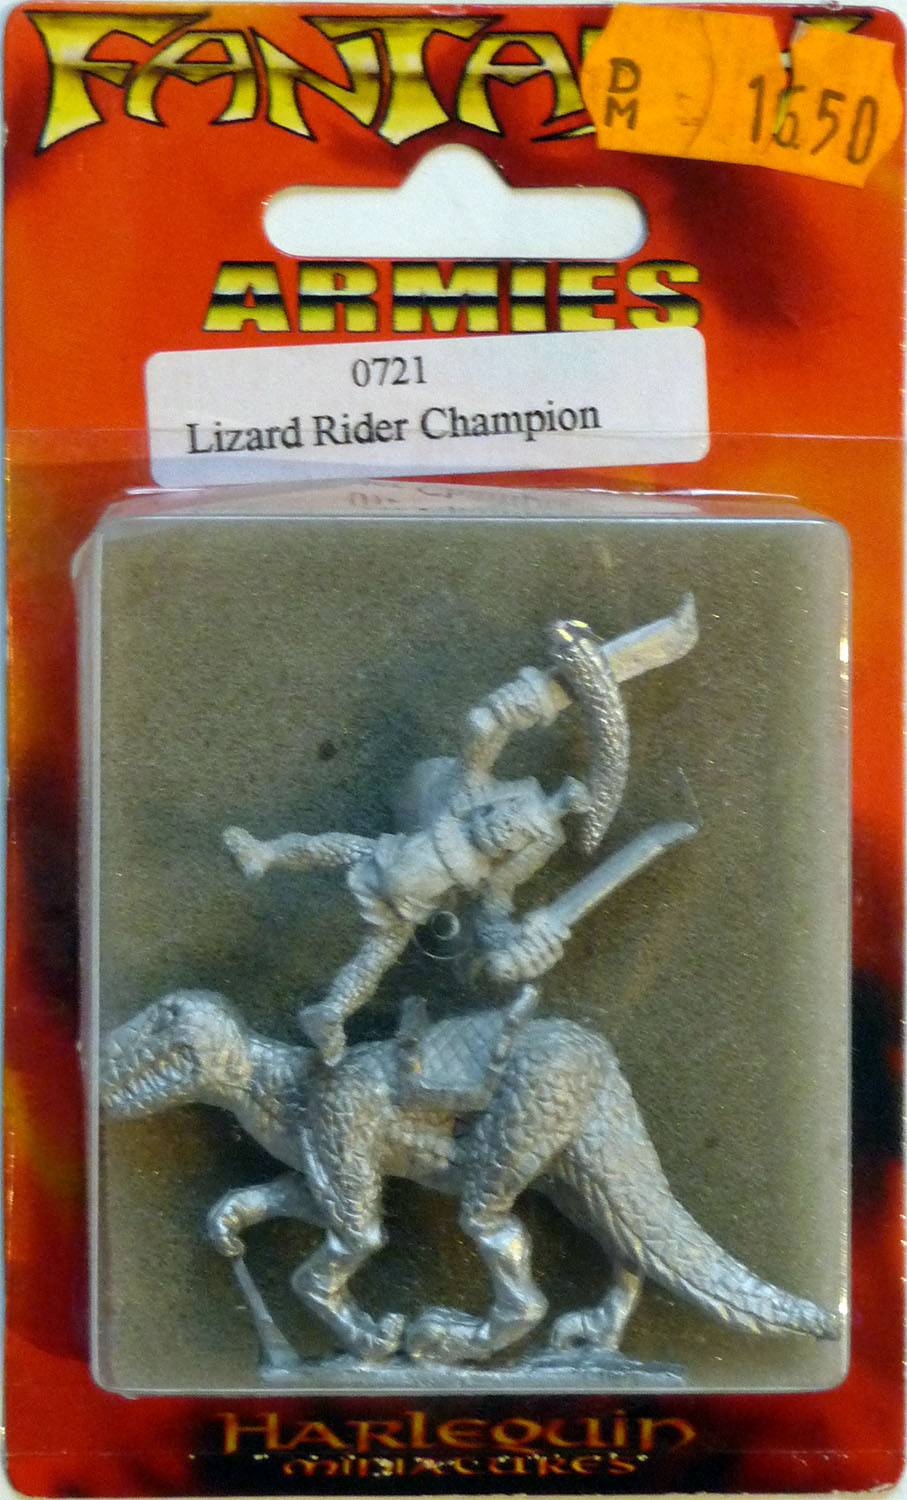 FANTASY
DM 16.50
ARMIES
0721
Lizard Rider Champion
HARLEQUIN
MINIATURES